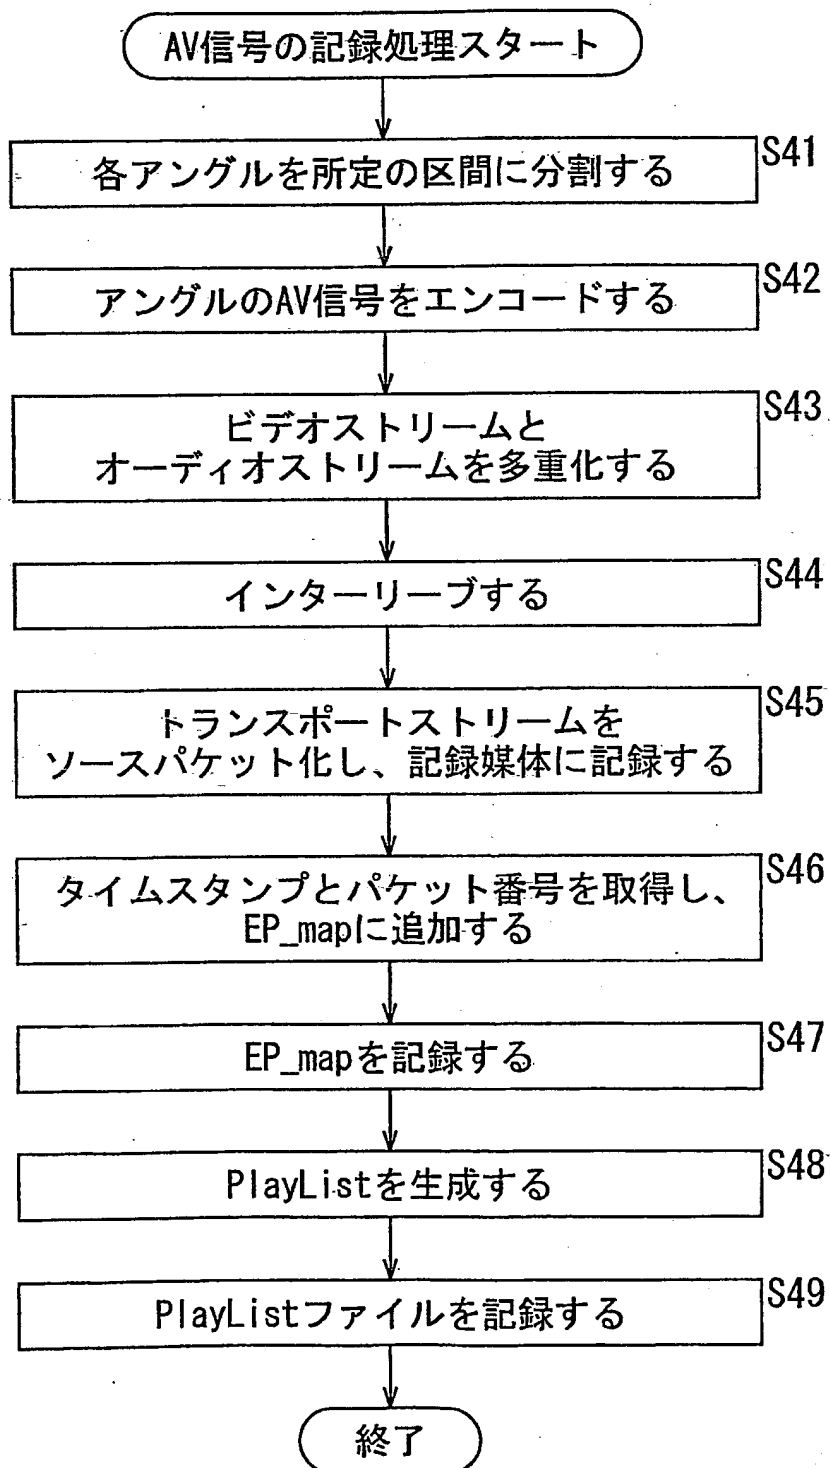 AV信号の記録処理スタート
S41
各アングルを所定の区間に分割する
S42
アングルのAV信号をエンコードする
S43
ビデオストリームと
オーディオストリームを多重化する
S44
インターリーブする
S45
トランスポートストリームを
ソースパケット化し、記録媒体に記録する
S46
タイムスタンプとパケット番号を取得し、
EP_mapに追加する
S47
EP_mapを記録する
S48
PlayListを生成する
S49
PlayListファイルを記録する
終了